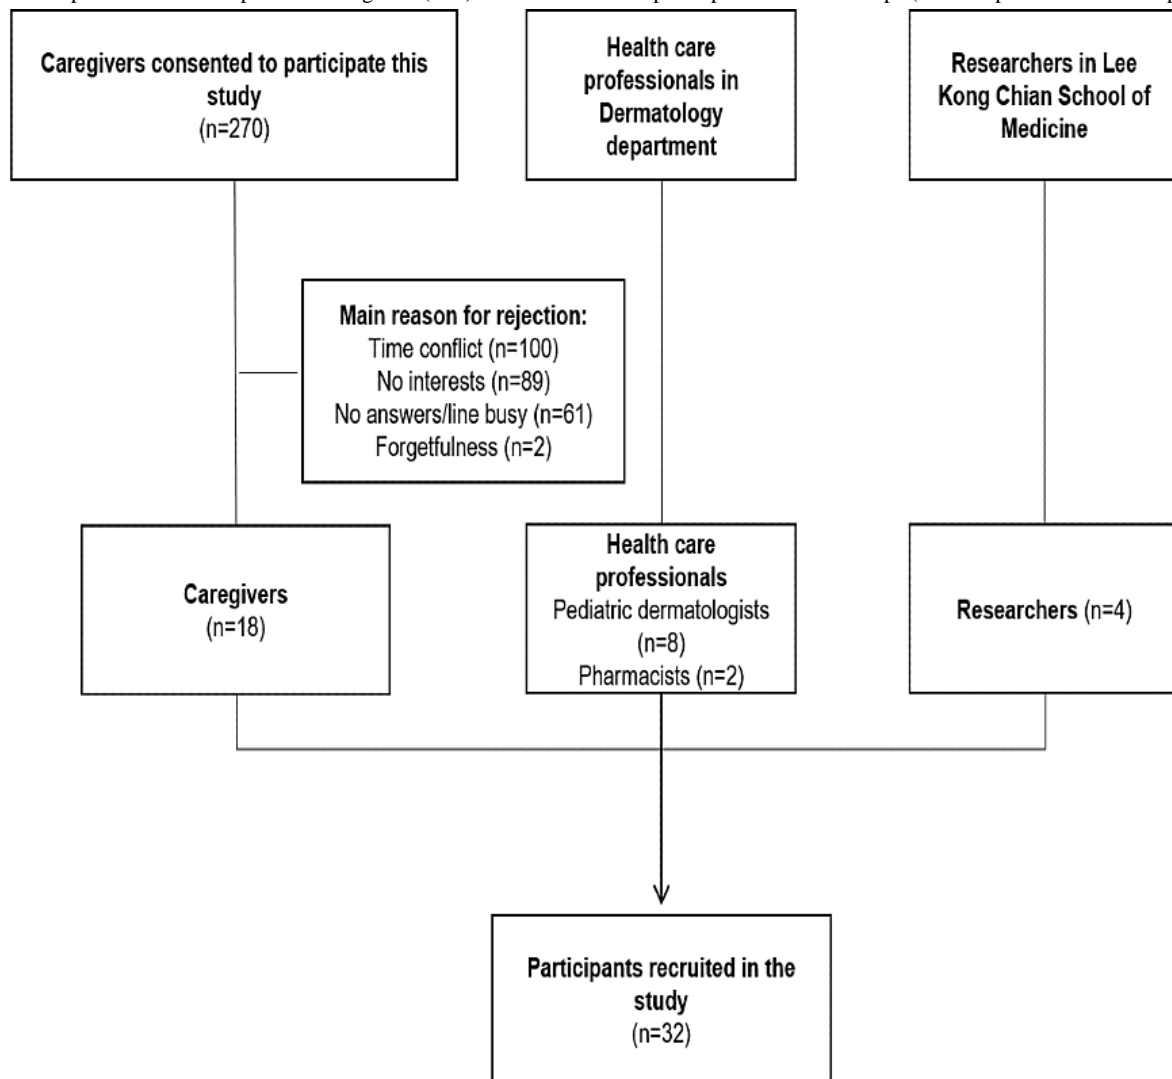 Caregivers consented to participate this
study
(n=270)
Health care
professionals in
Dermatology
department
Researchers in Lee
Kong Chian School of
Medicine
Main reason for rejection:
Time conflict (n=100)
No interests (n=89)
No answers/line busy (n=61)
Forgetfulness (n=2)
Caregivers
(n=18)
Health care
professionals
Pediatric dermatologists
(n=8)
Pharmacists (n=2)
Researchers (n=4)
Participants recruited in the
study
(n=32)